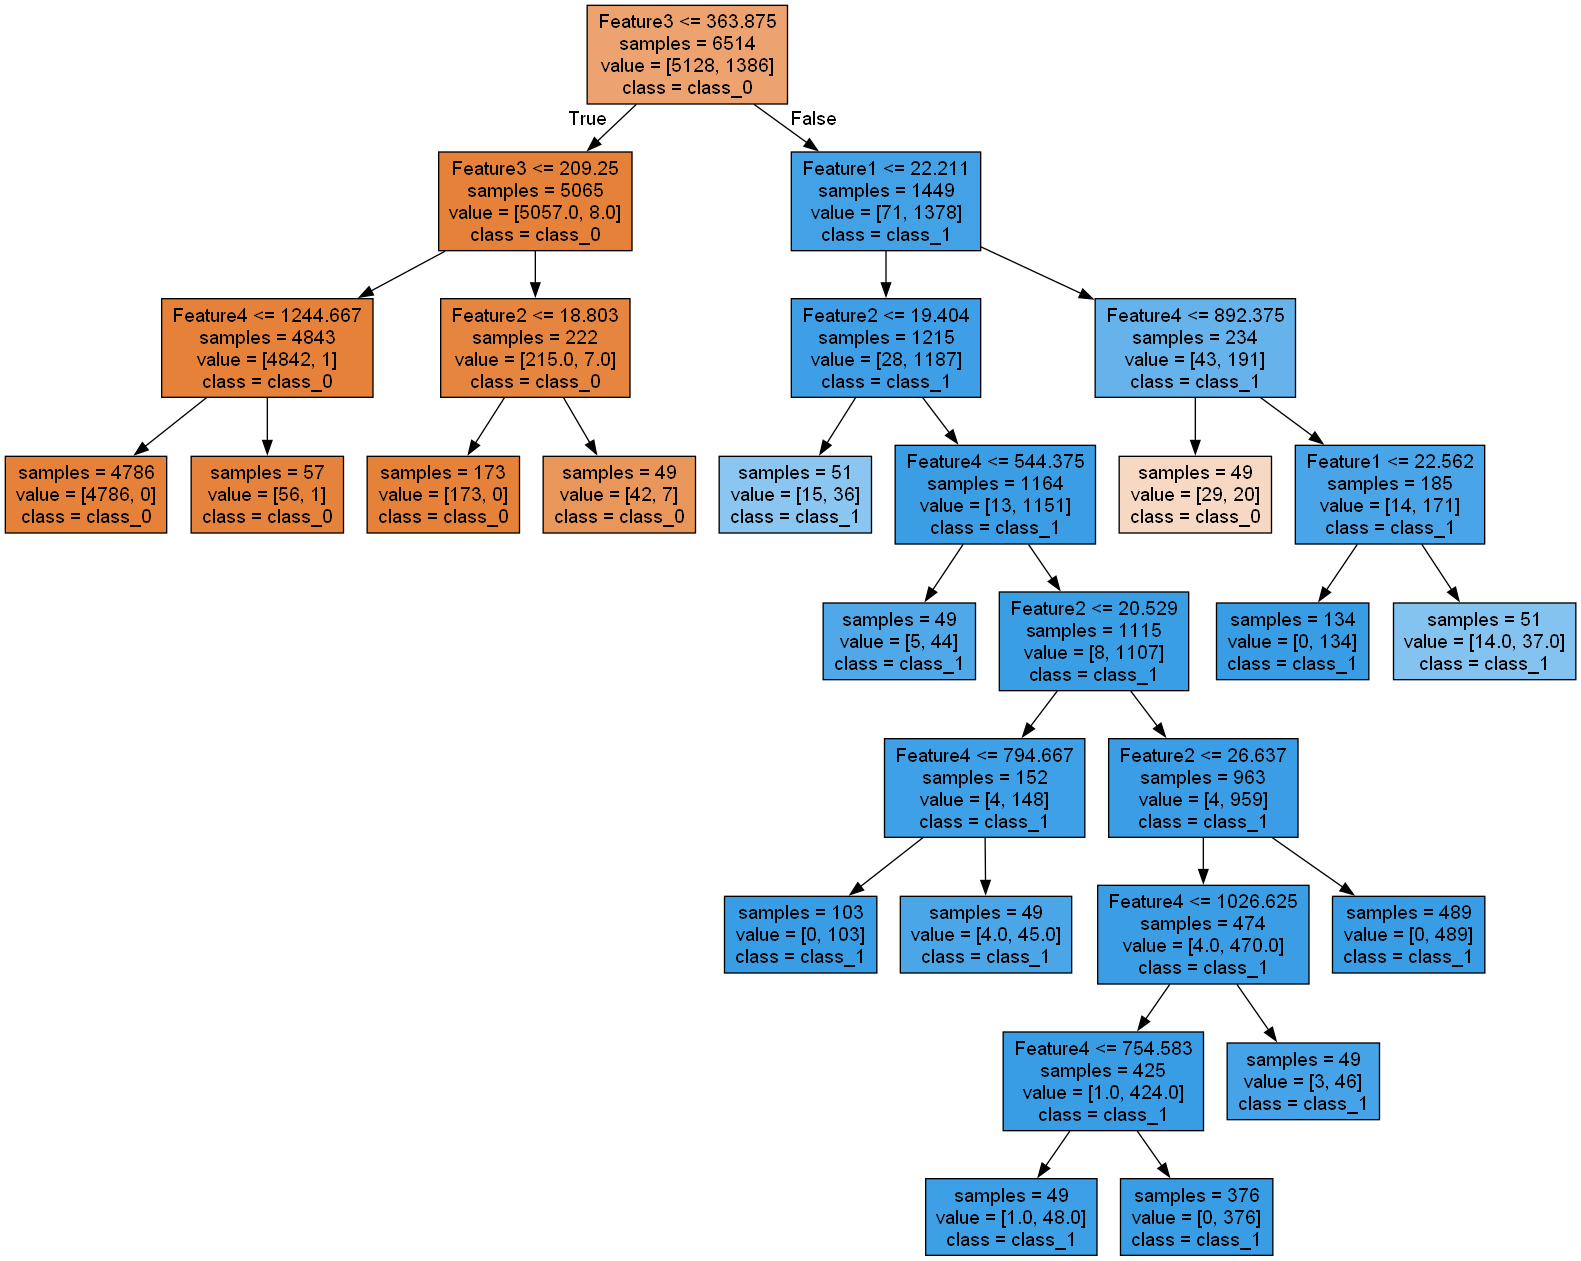 Feature3 <= 363.875
samples = 6514
value = [5128, 1386]
class = class_0
True
False
Feature3 <= 209.25
samples = 5065
value = [5057.0, 8.0]
class = class_0
Feature1 <= 22.211
samples = 1449
value = [71, 1378]
class = class_1
Feature4 <= 1244.667
samples = 4843
value = [4842, 1]
class = class_0
Feature2 <= 18.803
samples = 222
value = [215.0, 7.0]
class = class_0
Feature2 <= 19.404
samples = 1215
value = [28, 1187]
class = class_1
Feature4 <= 892.375
samples = 234
value = [43, 191]
class = class_1
samples = 4786
value = [4786, 0]
class = class_0
samples = 57
value = [56, 1]
class = class_0
samples = 173
value = [173, 0]
class = class_0
samples = 49
value = [42, 7]
class = class_0
samples = 51
value = [15, 36]
class = class_1
Feature4 <= 544.375
samples = 1164
value = [13, 1151]
class = class_1
samples = 49
value = [29, 20]
class = class_0
Feature1 <= 22.562
samples = 185
value = [14, 171]
class = class_1
samples = 49
value = [5, 44]
class = class_1
Feature2 <= 20.529
samples = 1115
value = [8, 1107]
class = class_1
samples = 134
value = [0, 134]
class = class_1
samples = 51
value = [14.0, 37.0]
class = class_1
Feature4 <= 794.667
samples = 152
value = [4, 148]
class = class_1
Feature2 <= 26.637
samples = 963
value = [4, 959]
class = class_1
samples = 103
value = [0, 103]
class = class_1
samples = 49
value = [4.0, 45.0]
class = class_1
Feature4 <= 1026.625
samples = 474
value = [4.0, 470.0]
class = class_1
samples = 489
value = [0, 489]
class = class_1
Feature4 <= 754.583
samples = 425
value = [1.0, 424.0]
class = class_1
samples = 49
value = [3, 46]
class = class_1
samples = 49
value = [1.0, 48.0]
class = class_1
samples = 376
value = [0, 376]
class = class_1